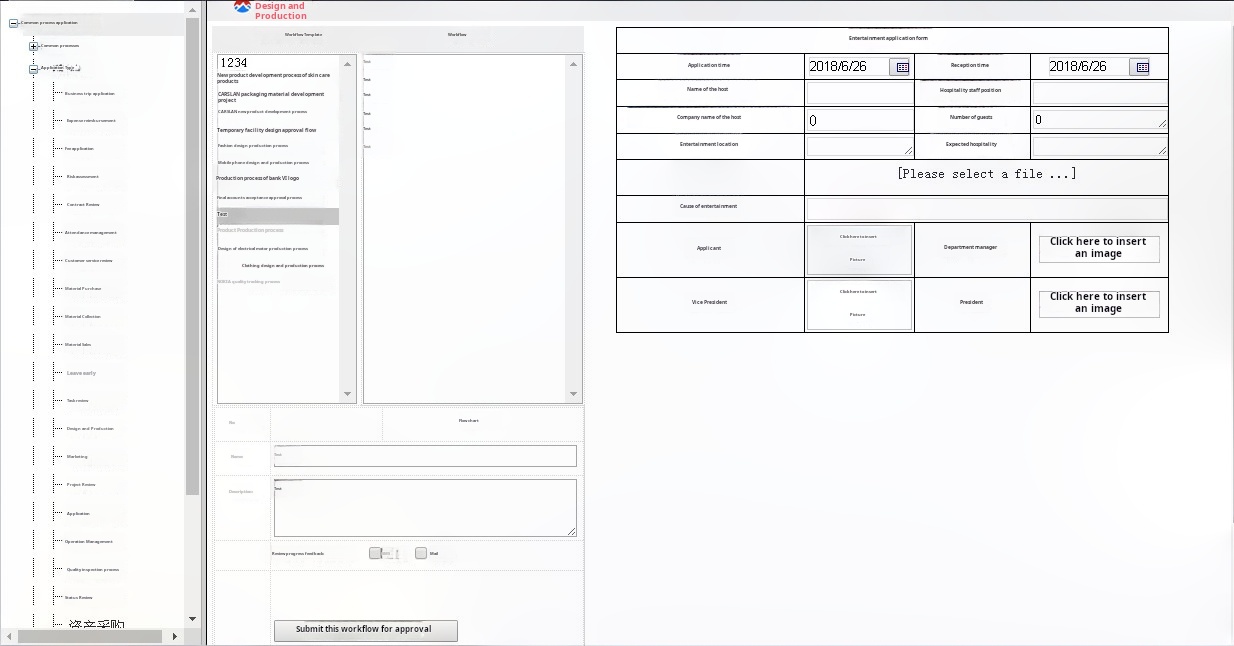 Common process application
Common processes
Application
Business trip application
Expense reimbursement
Risk assessment
Contract Review
Attendance management
Customer service review
Material Purchase
Material Collection
Material Sales
Leave early
Task review
Design and Production
Marketing
Project Review
Application
Operation Management
Quality inspection process
Status Review
资产采购
Design and
Production
Workflow Template
Workflow
1234
New product development process of skin care
products
CARSLAN packaging material development
project
CARSLAN new product development process
Temporary facility design approval flow
Fashion design production process
Mobile phone design and production process
Production process of bank VI logo
Final accounts acceptance approval process
Test
Product Production process
Design of electrical motor production process
Clothing design and production process
Test
Test
Test
Test
Test
Test
No
Flowchart
Name
Test
Description
Test
Review progress feedback
Mail
Submit this workflow for approval
Entertainment application form
Application time
2018/6/26
Reception time
2018/6/26
Name of the host
Hospitality staff position
Company name of the host
0
Number of guests
0
Entertainment location
Expected hospitality
[Please select a file ...]
Cause of entertainment
Applicant
Click here to insert
Picture
Department manager
Click here to insert
an image
Vice President
Click here to insert
Picture
President
Click here to insert
an image